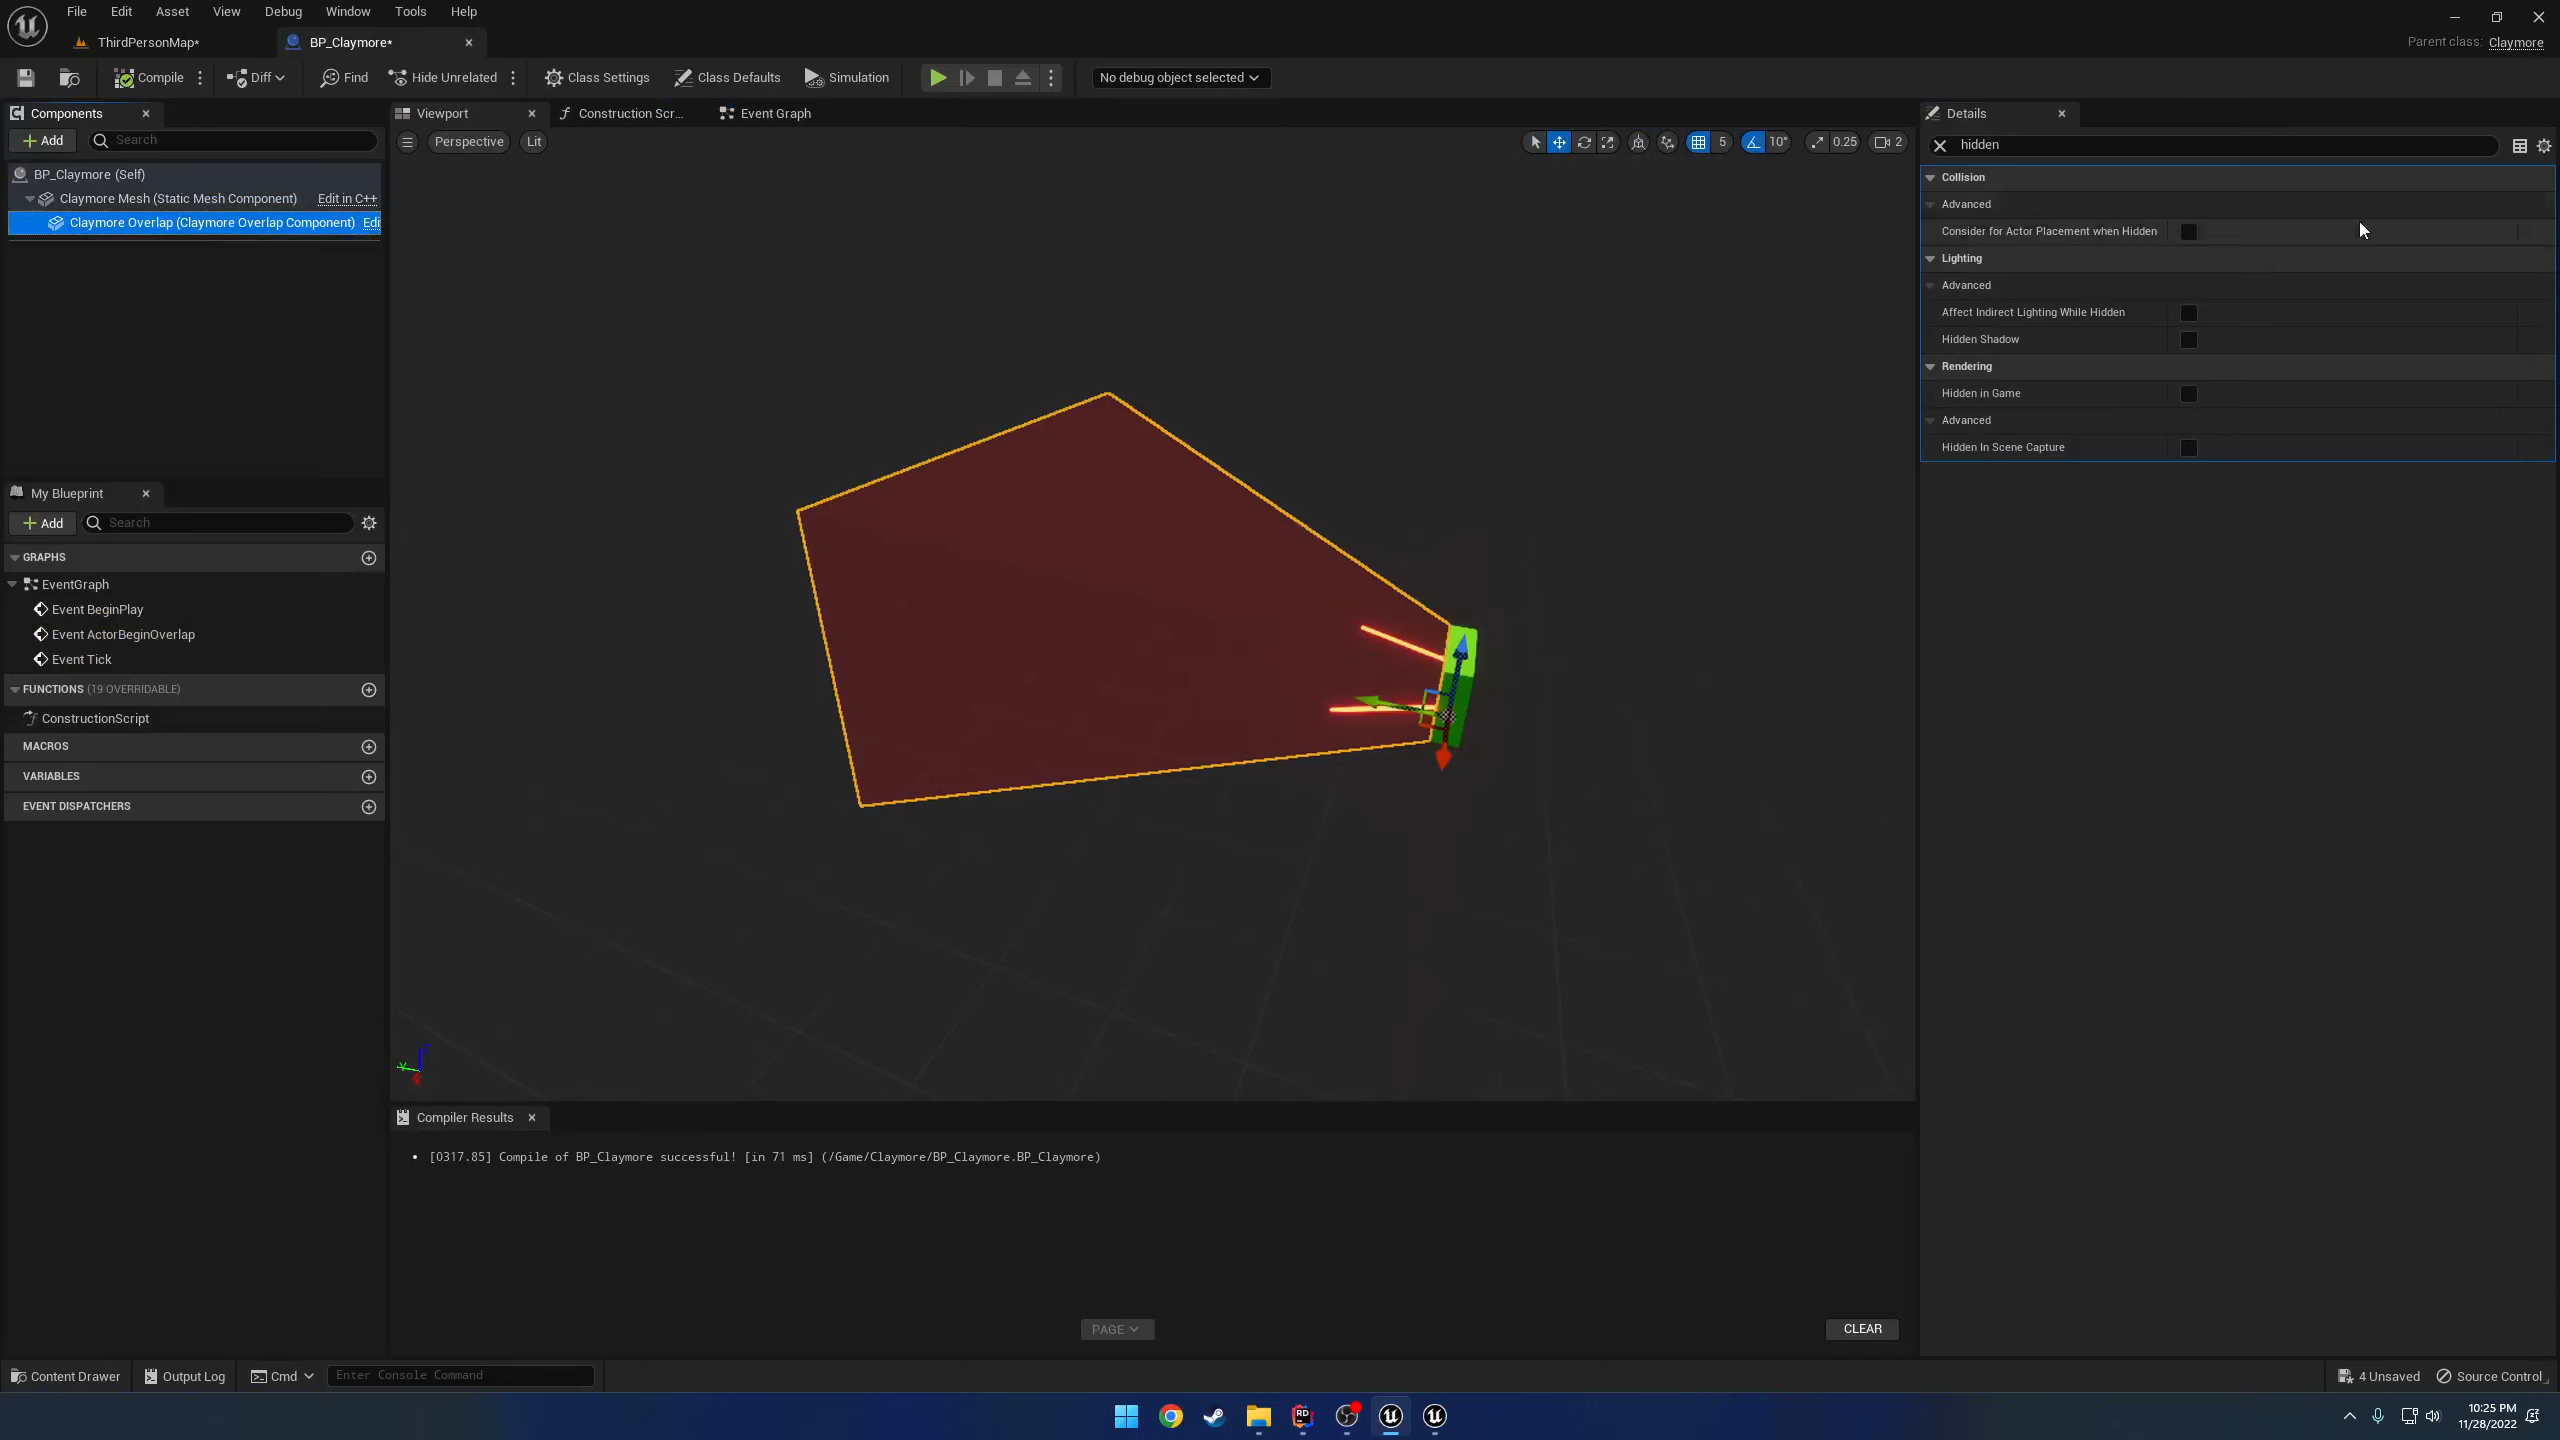 File Edit Asset View Debug Window Tools Help
ThirdPersonMap*
BP_Claymore*
Parent class: Claymore
Compile
Diff
Find
Hide Unrelated
Class Settings
Class Defaults
Simulation
No debug object selected
Components
Add
Search
BP_Claymore (Self)
Claymore Mesh (Static Mesh Component) Edit in C++
Claymore Overlap (Claymore Overlap Component) Edi
My Blueprint
Add
Search
GRAPHS
EventGraph
Event BeginPlay
Event ActorBeginOverlap
Event Tick
FUNCTIONS (19 OVERRIDABLE)
ConstructionScript
MACROS
VARIABLES
EVENT DISPATCHERS
Viewport
Construction Scr...
Event Graph
Perspective
Lit
5
10°
0.25
2
Compiler Results
[0317.85] Compile of BP_Claymore successful! [in 71 ms] (/Game/Claymore/BP_Claymore.BP_Claymore)
PAGE
CLEAR
Details
hidden
Collision
Advanced
Consider for Actor Placement when Hidden
Lighting
Advanced
Affect Indirect Lighting While Hidden
Hidden Shadow
Rendering
Hidden in Game
Advanced
Hidden In Scene Capture
Content Drawer
Output Log
Cmd
Enter Console Command
4 Unsaved
Source Control
RD
10:25 PM
11/28/2022